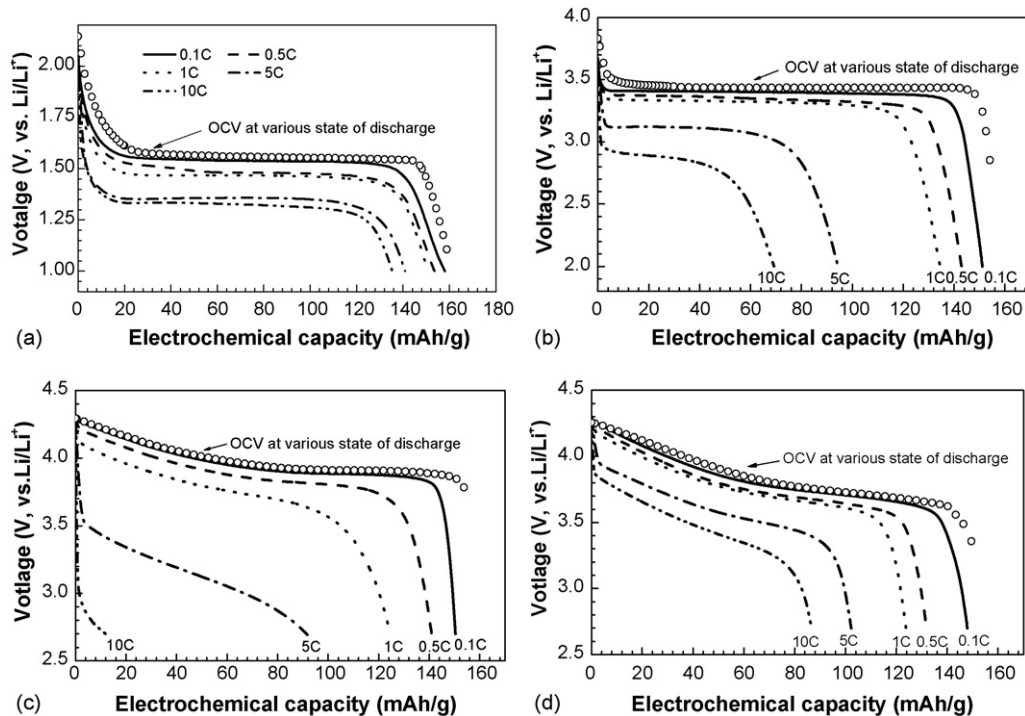 2.00
1.75
1.50
1.25
1.00
Votalge (V, vs. Li/Li⁺)
0.1C
0.5C
1C
5C
10C
OCV at various state of discharge
0 20 40 60 80 100 120 140 160 180
(a)
Electrochemical capacity (mAh/g)
4.0
3.5
3.0
2.5
2.0
Voltage (V, vs. Li/Li⁺)
OCV at various state of discharge
10C 5C 1C 0.5C 0.1C
0 20 40 60 80 100 120 140 160
(b)
Electrochemical capacity (mAh/g)
4.5
4.0
3.5
3.0
2.5
Votlage (V, vs.Li/Li⁺)
OCV at various state of discharge
10C 5C 1C 0.5C 0.1C
0 20 40 60 80 100 120 140 160
(c)
Electrochemical capacity (mAh/g)
4.5
4.0
3.5
3.0
2.5
Votlage (V, vs.Li/Li⁺)
OCV at various state of discharge
10C 5C 1C 0.5C 0.1C
0 20 40 60 80 100 120 140 160
(d)
Electrochemical capacity (mAh/g)